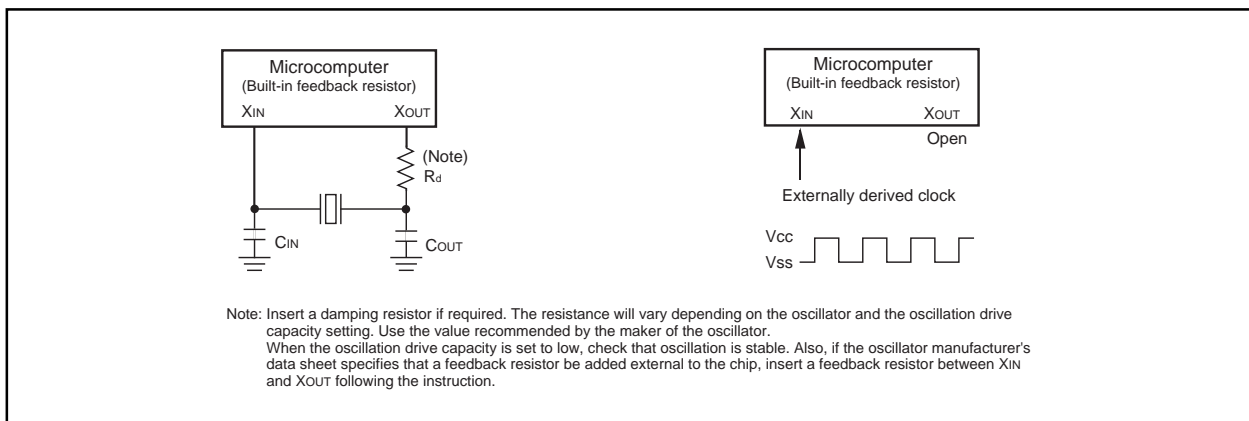 Microcomputer
(Built-in feedback resistor)
XIN XOUT
(Note)
Rd
CIN
COUT
Microcomputer
(Built-in feedback resistor)
XIN XOUT
Open
Externally derived clock
Vcc
Vss
Note: Insert a damping resistor if required. The resistance will vary depending on the oscillator and the oscillation drive
capacity setting. Use the value recommended by the maker of the oscillator.
When the oscillation drive capacity is set to low, check that oscillation is stable. Also, if the oscillator manufacturer's
data sheet specifies that a feedback resistor be added external to the chip, insert a feedback resistor between XIN
and XOUT following the instruction.